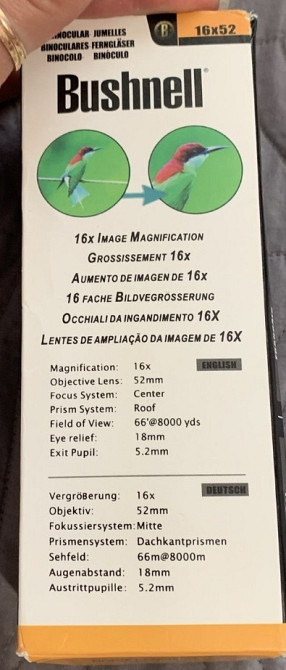 16x52
JUMELLES
BINOCULARES·FERNGLÄSER
BINOCOLO BINÓCULO
Bushnell®
16x IMAGE MAGNIFICATION
GROSSISSEMENT 16x
AUMENTO DE IMAGEN DE 16x
16 FACHE BILDVEGRÖSSERUNG
OCCHIALI DA INGANDIMENTO 16X
LENTES DE AMPLIAÇÃO DA IMAGEM DE 16X
ENGLISH
Magnification: 16x
Objective Lens: 52mm
Focus System: Center
Prism System: Roof
Field of View: 66'@8000 yds
Eye relief: 18mm
Exit Pupil: 5.2mm
DEUTSCH
Vergrößerung: 16x
Objektiv: 52mm
Fokussiersystem: Mitte
Prismensystem: Dachkantprismen
Sehfeld: 66m@8000m
Augenabstand: 18mm
Austrittpupille: 5.2mm